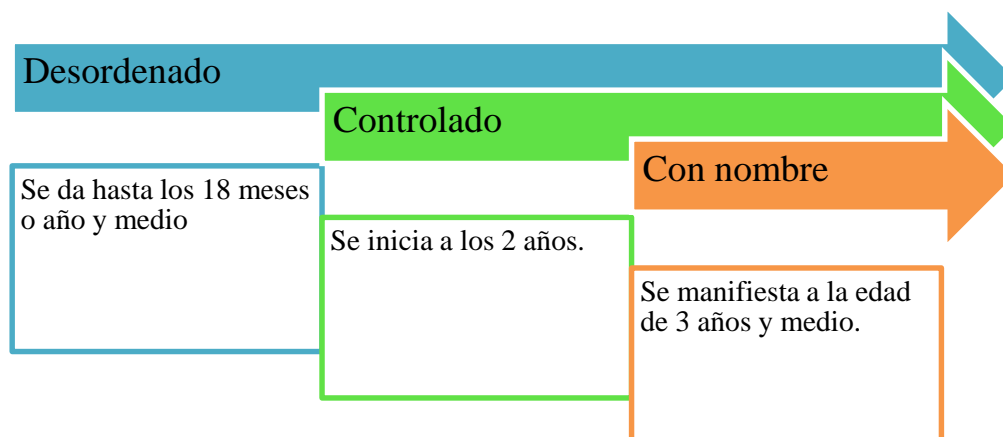 Desordenado
Se da hasta los 18 meses
o año y medio
Controlado
Se inicia a los 2 años.
Con nombre
Se manifiesta a la edad
de 3 años y medio.